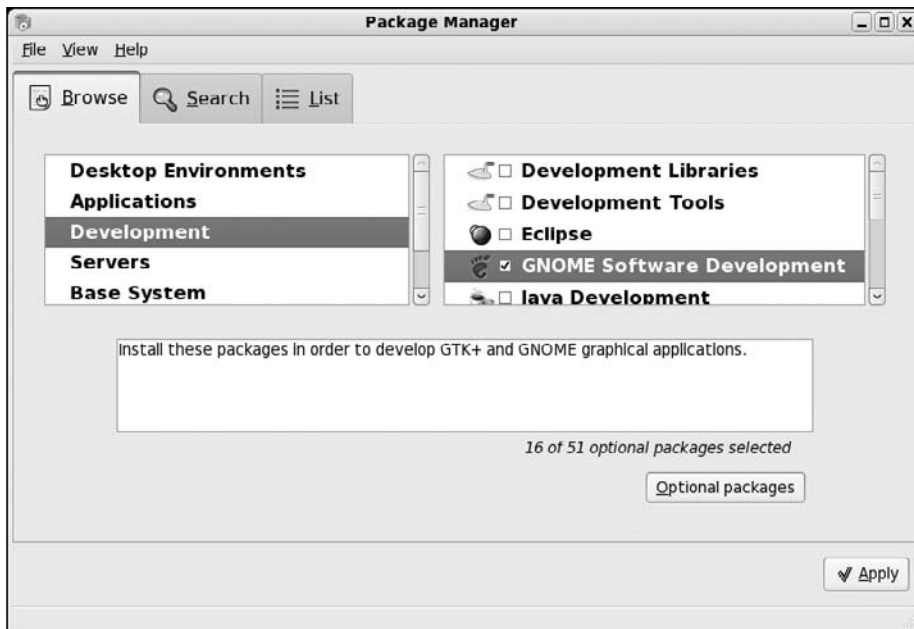 Package Manager
File View Help
Browse Search List
Desktop Environments
Applications
Development
Servers
Base System
Development Libraries
Development Tools
Eclipse
GNOME Software Development
Java Development
Install these packages in order to develop GTK+ and GNOME graphical applications.
16 of 51 optional packages selected
Optional packages
Apply